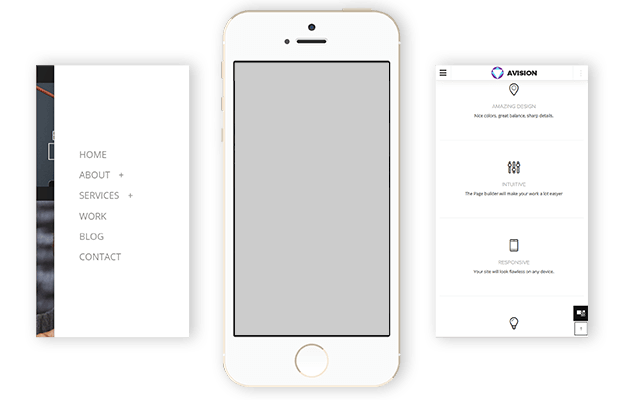 HOME
ABOUT +
SERVICES +
WORK
BLOG
CONTACT
AVISION
AMAZING DESIGN
Nice colors, great balance, sharp details.
INTUITIVE
The Page builder will make your work a lot easyer
RESPONSIVE
Your site will look flawless on any device.